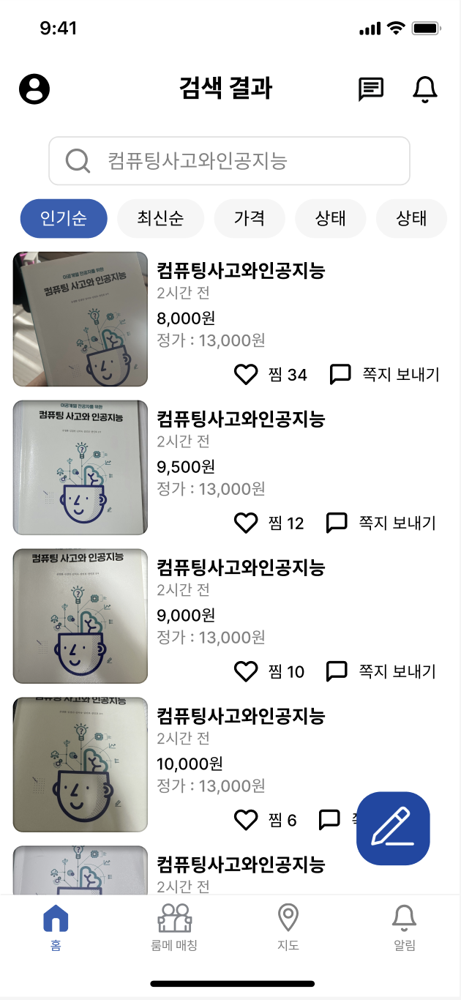 9:41
검색 결과
컴퓨팅사고와인공지능
인기순 최신순 가격 상태 상태
이공계열 전공자를 위한
컴퓨팅 사고와 인공지능
컴퓨팅사고와인공지능
2시간 전
8,000원
정가 : 13,000원
찜 34 쪽지 보내기
이공계열 전공자를 위한
컴퓨팅 사고와 인공지능
컴퓨팅사고와인공지능
2시간 전
9,500원
정가 : 13,000원
찜 12 쪽지 보내기
컴퓨팅 사고와 인공지능
컴퓨팅사고와인공지능
2시간 전
9,000원
정가 : 13,000원
찜 10 쪽지 보내기
컴퓨팅 사고와 인공지능
컴퓨팅사고와인공지능
2시간 전
10,000원
정가 : 13,000원
찜 6
컴퓨팅사고와인공지능
2시간 전
홈 룸메 매칭 지도 알림